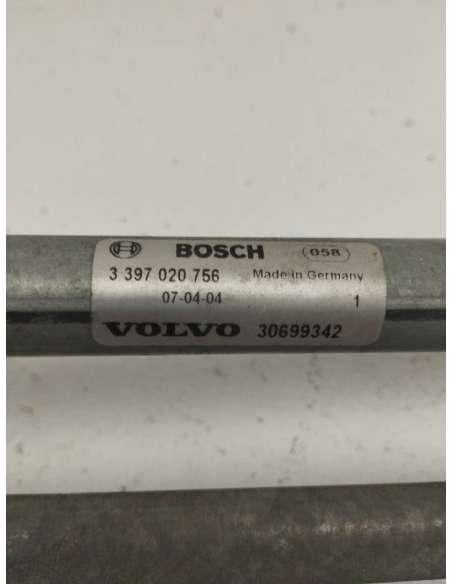 BOSCH 058
3 397 020 756 Made in Germany
07-04-04 1
VOLVO 30699342